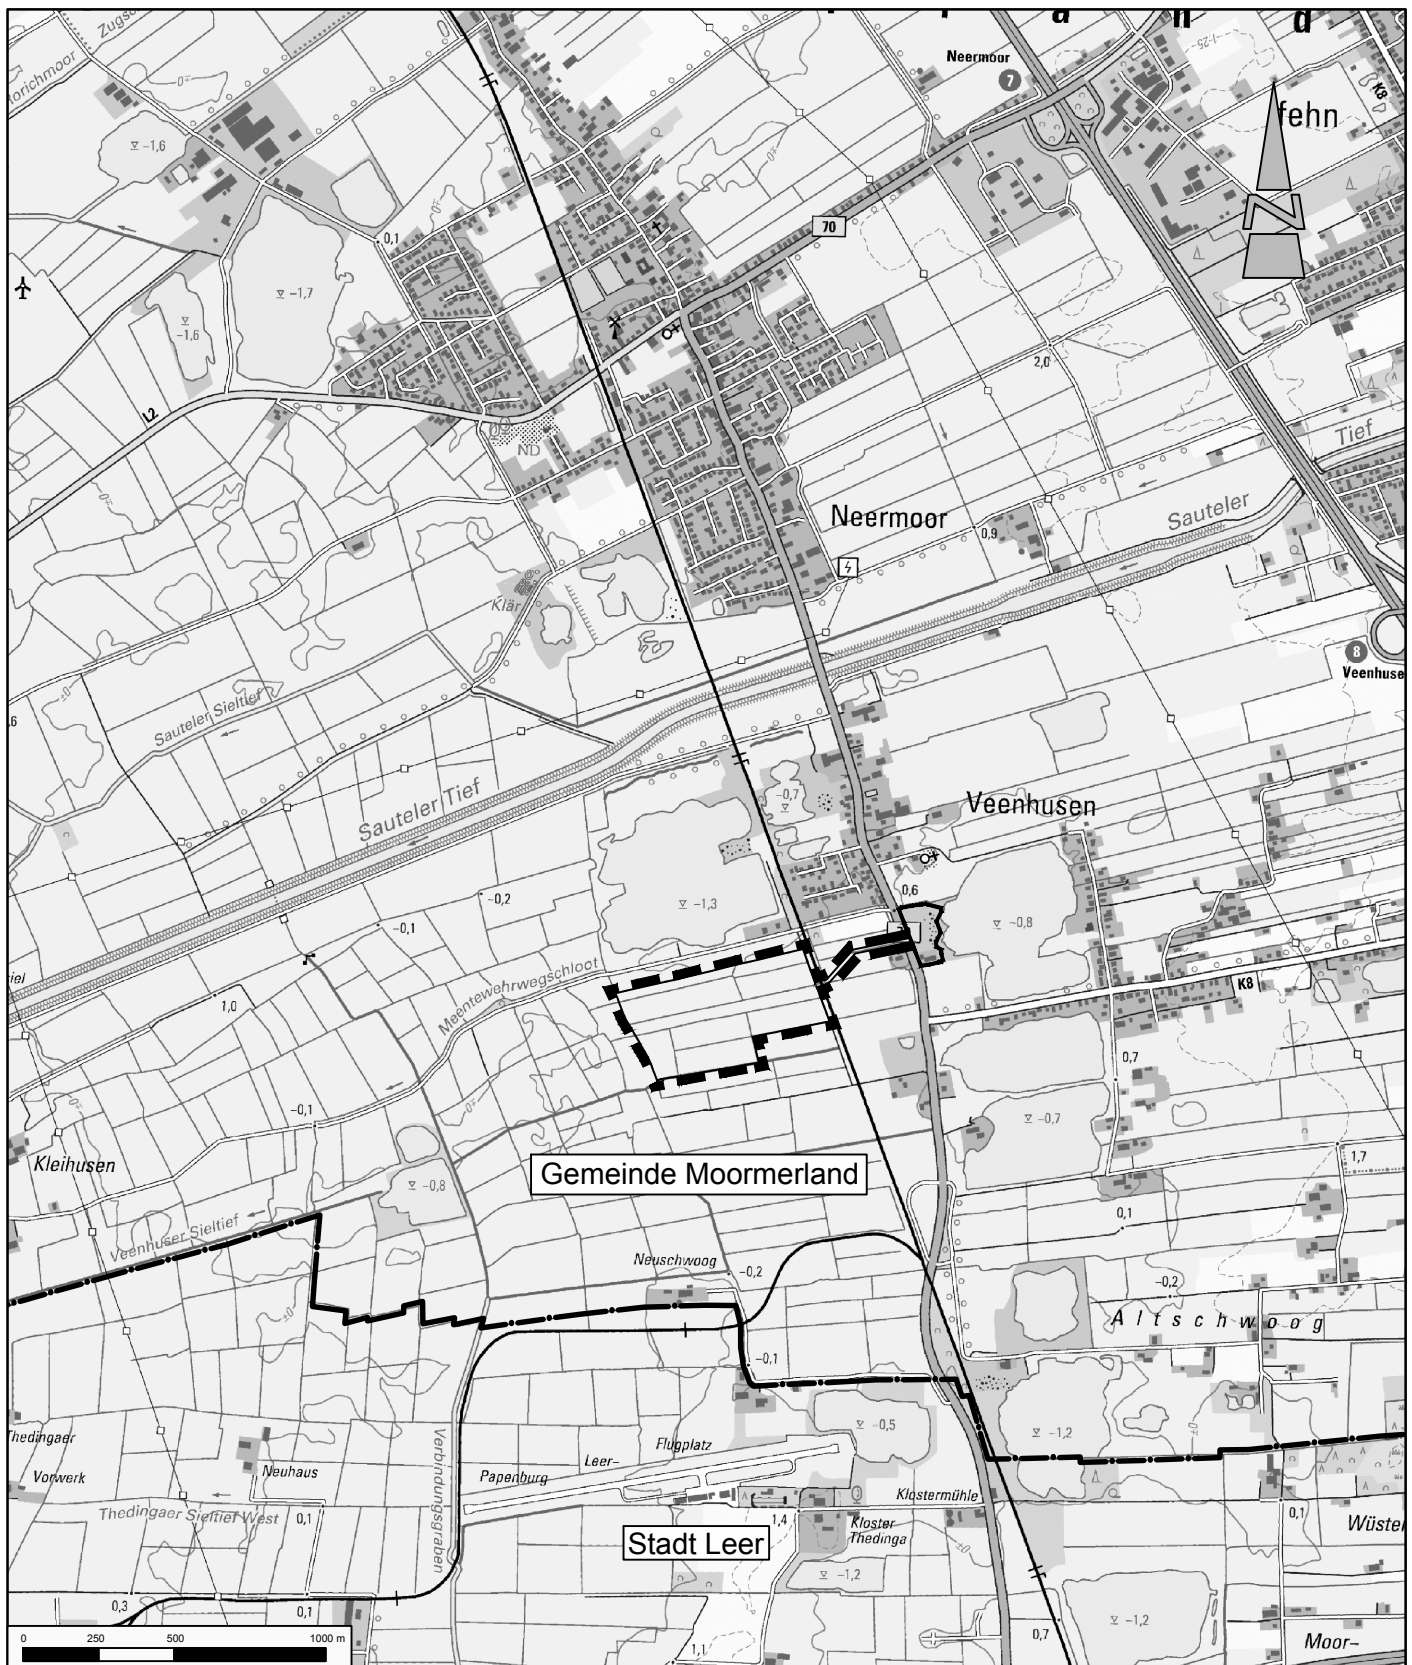 a n d
Neermoor
7
K8
fehn
N
Zugsc
orichmoor
-1,6
0,1
-1,7
-1,6
70
2,0
L2
ND
Tief
Neermoor
0,9
Sauteler
Klär
8
Veenhuse
Sauteler Sieltief
Sauteler Tief
-0,7
Veenhusen
-0,2
0,6
-1,3
-0,8
-0,1
siel
Meentewehrwegschloot
K8
1,0
0,7
-0,1
-0,7
Kleihusen
1,7
Gemeinde Moormerland
-0,8
0,1
Veenhuser Sieltief
Neuschwoog
-0,2
-0,2
Altschwoog
-0,1
-0,5
-1,2
Thedingaer
Vorwerk
Verbindungsgraben
Neuhaus
Flugplatz
Leer-
Papenburg
Klostermühle
Thedingaer Sieltief West
0,1
1,4
Kloster
Thedinga
0,1
Wüster
Stadt Leer
-1,2
0,3
0,1
-1,2
0,7
1,1
Moor-
0 250 500 1000 m